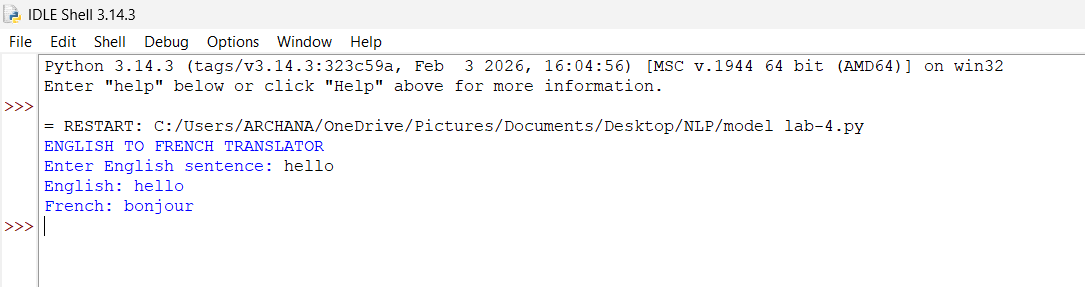 IDLE Shell 3.14.3
File Edit Shell Debug Options Window Help
Python 3.14.3 (tags/v3.14.3:323c59a, Feb  3 2026, 16:04:56) [MSC v.1944 64 bit (AMD64)] on win32
Enter "help" below or click "Help" above for more information.
>>>
= RESTART: C:/Users/ARCHANA/OneDrive/Pictures/Documents/Desktop/NLP/model lab-4.py
ENGLISH TO FRENCH TRANSLATOR
Enter English sentence: hello
English: hello
French: bonjour
>>>